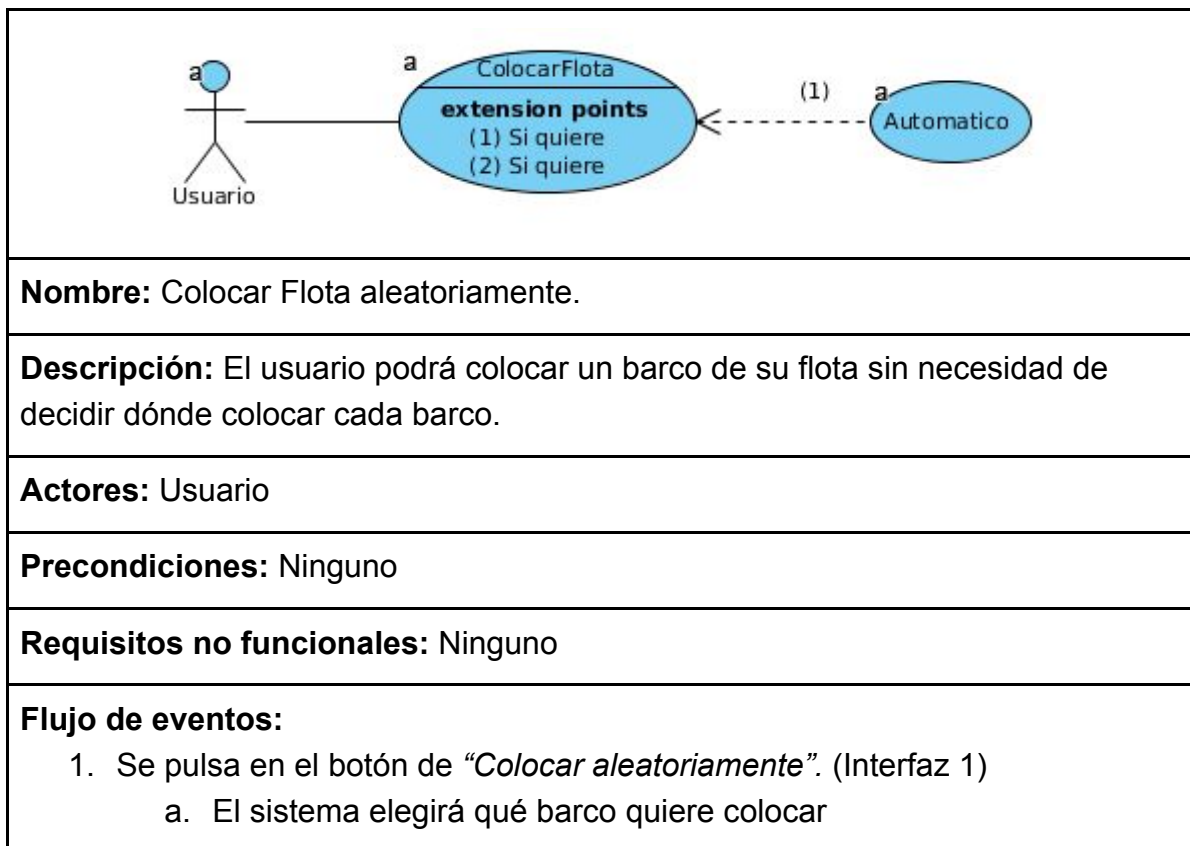 a
a
ColocarFlota
(1)
a
extension points
Automatico
(1) Si quiere
(2) Si quiere
Usuario
Nombre: Colocar Flota aleatoriamente.
Descripción: El usuario podrá colocar un barco de su flota sin necesidad de
decidir dónde colocar cada barco.
Actores: Usuario
Precondiciones: Ninguno
Requisitos no funcionales: Ninguno
Flujo de eventos:
1. Se pulsa en el botón de “Colocar aleatoriamente”. (Interfaz 1)
a. El sistema elegirá qué barco quiere colocar